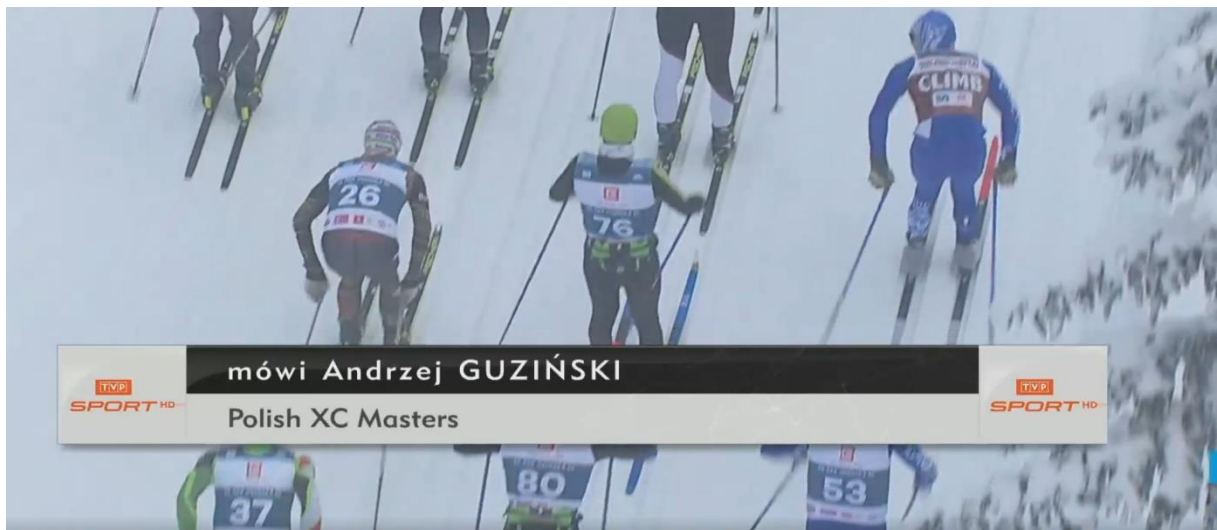 CLIMB
26
76
mówi Andrzej GUZIŃSKI
TVP
SPORT HD
TVP
SPORT HD
Polish XC Masters
37
80
53